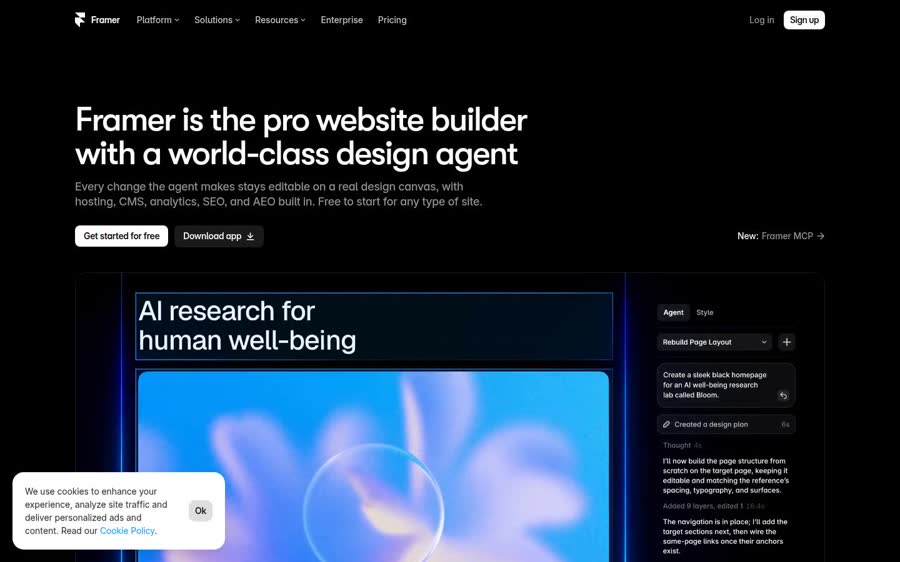 Framer
Platform
Solutions
Resources
Enterprise
Pricing
Log in
Sign up
Framer is the pro website builder
with a world-class design agent
Every change the agent makes stays editable on a real design canvas, with
hosting, CMS, analytics, SEO, and AEO built in. Free to start for any type of site.
Get started for free
Download app
New: Framer MCP →
AI research for
human well-being
Agent
Style
Rebuild Page Layout
Create a sleek black homepage
for an AI well-being research
lab called Bloom.
Created a design plan
6s
Thought 4s
I'll now build the page structure from
scratch on the target page, keeping it
editable and matching the reference's
spacing, typography, and surfaces.
Added 9 layers, edited 1 16.4s
The navigation is in place; I'll add the
target sections next, then wire the
same-page links once their anchors
exist.
We use cookies to enhance your
experience, analyze site traffic and
deliver personalized ads and
content. Read our Cookie Policy.
Ok